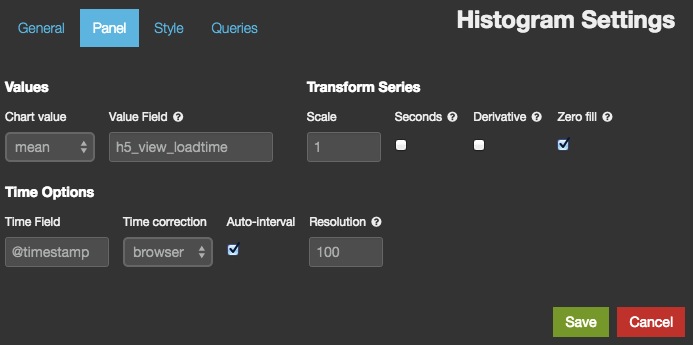 General Panel Style Queries
Histogram Settings
Values
Chart value Value Field ?
mean h5_view_loadtime
Transform Series
Scale Seconds ? Derivative ? Zero fill ?
1
Time Options
Time Field Time correction Auto-interval Resolution ?
@timestamp browser 100
Save Cancel